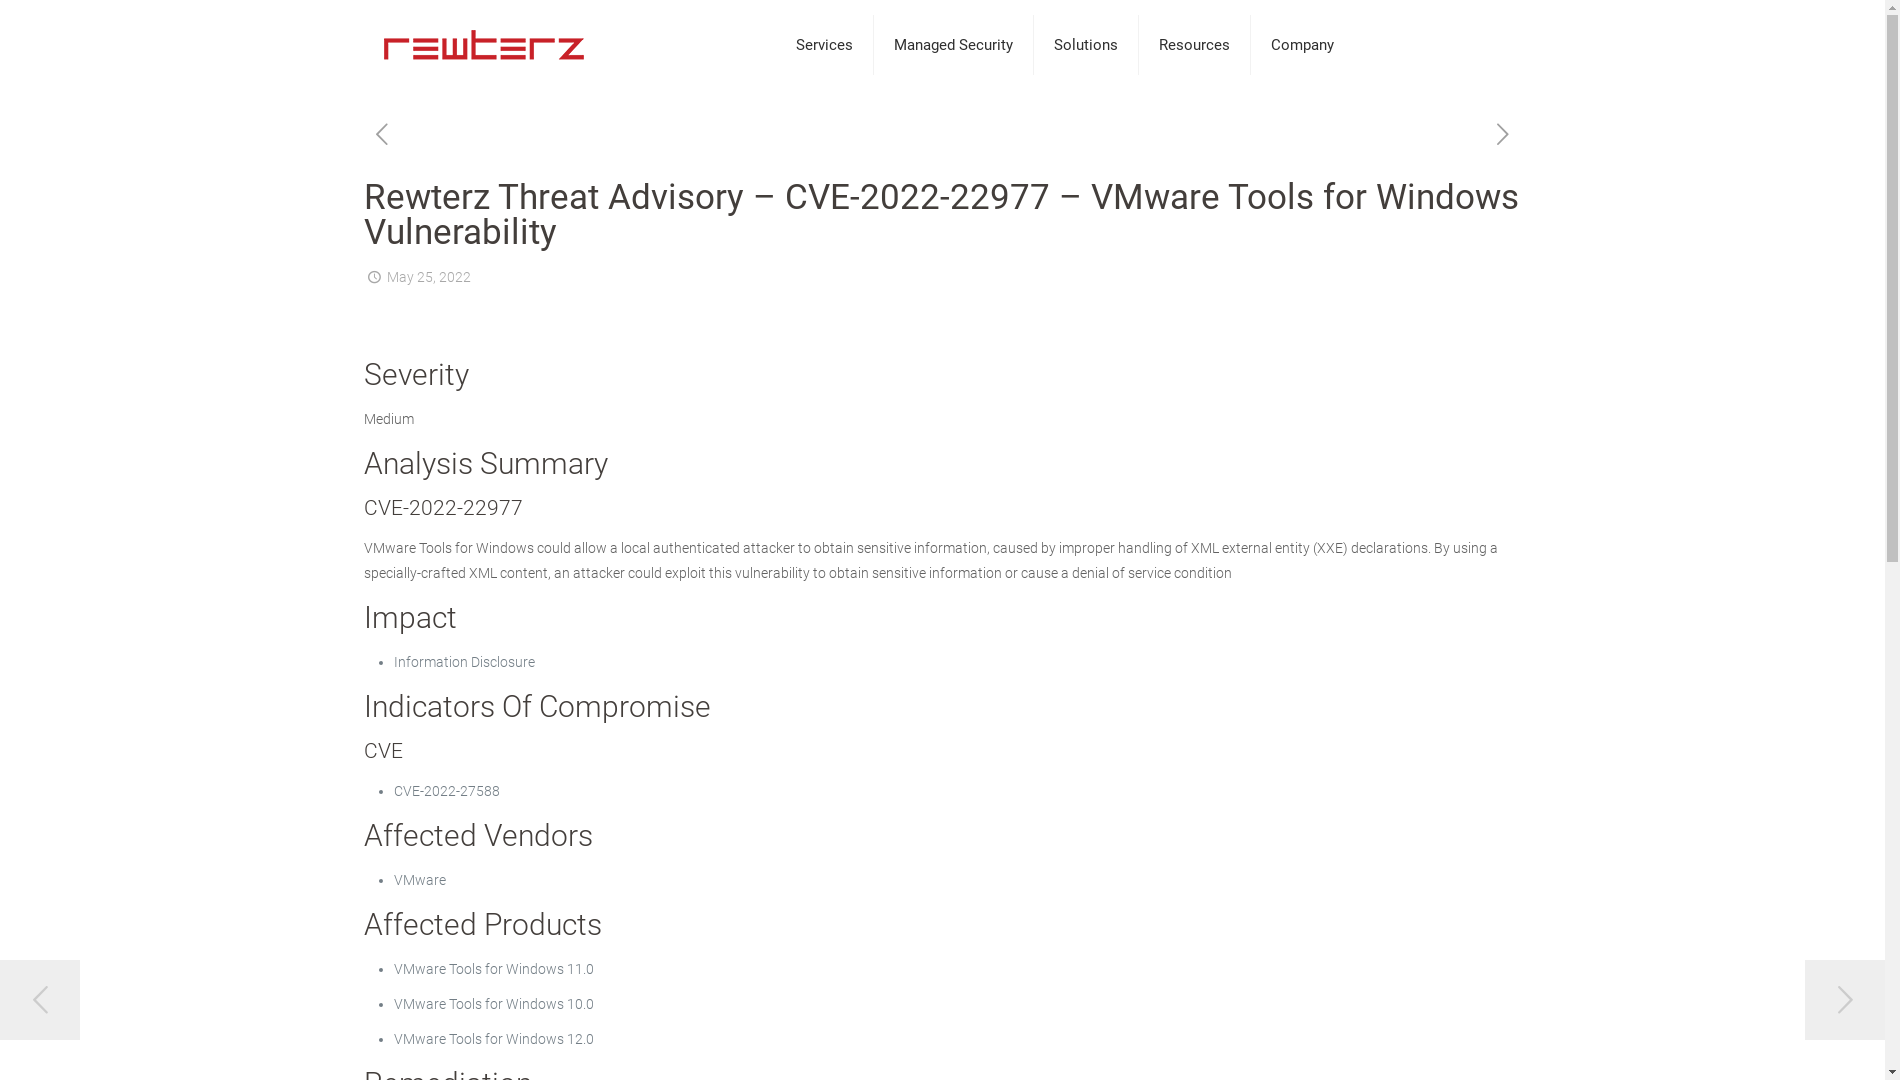 rewterz
Services
Managed Security
Solutions
Resources
Company
Rewterz Threat Advisory – CVE-2022-22977 – VMware Tools for Windows
Vulnerability
May 25, 2022
Severity
Medium
Analysis Summary
CVE-2022-22977
VMware Tools for Windows could allow a local authenticated attacker to obtain sensitive information, caused by improper handling of XML external entity (XXE) declarations. By using a
specially-crafted XML content, an attacker could exploit this vulnerability to obtain sensitive information or cause a denial of service condition
Impact
• Information Disclosure
Indicators Of Compromise
CVE
• CVE-2022-27588
Affected Vendors
• VMware
Affected Products
• VMware Tools for Windows 11.0
• VMware Tools for Windows 10.0
• VMware Tools for Windows 12.0
Remediation